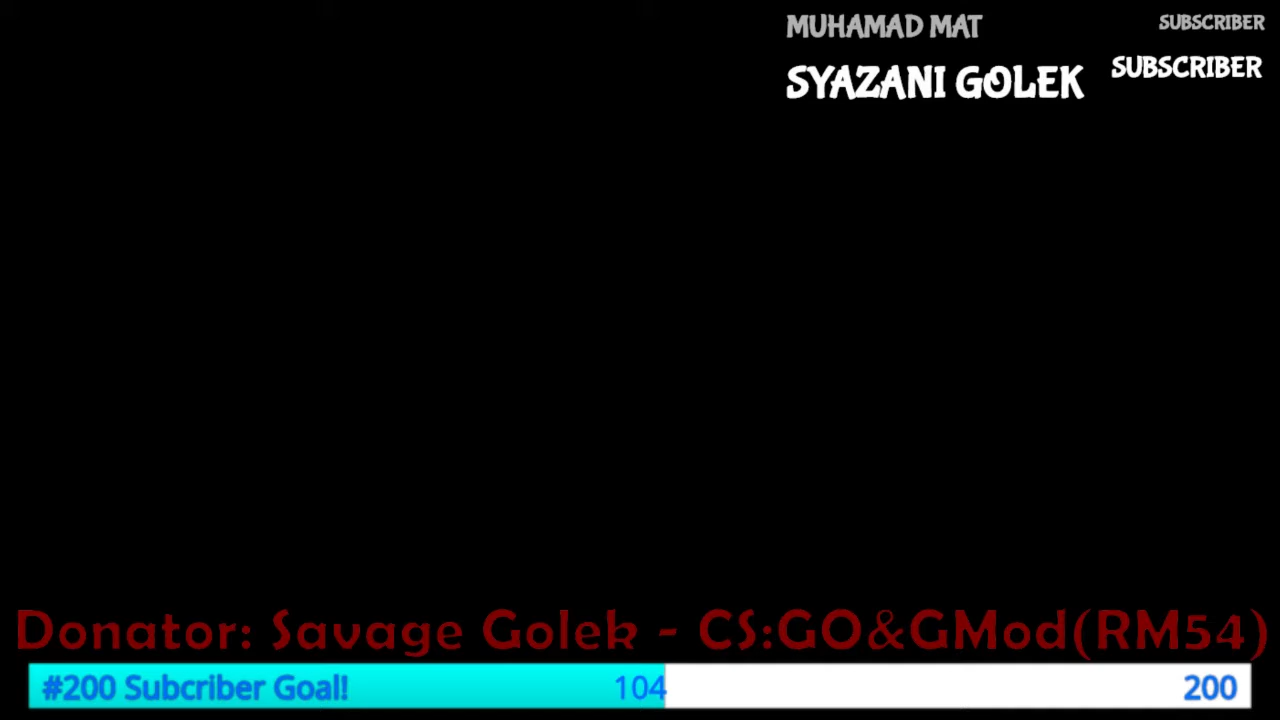 MUHAMAD MAT SUBSCRIBER
SYAZANI GOLEK SUBSCRIBER
Donator: Savage Golek - CS:GO&GMod(RM54)
#200 Subcriber Goal! 104 200